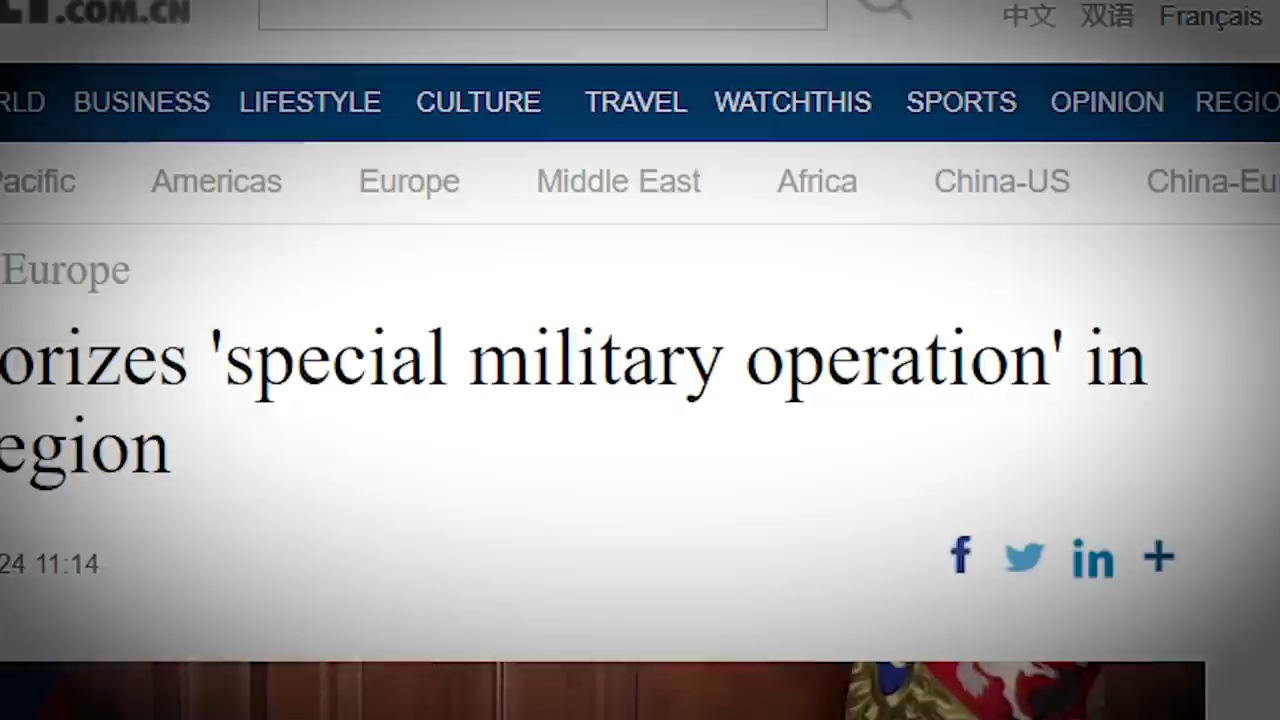 .COM.CN
中文 双语 Français
RLD BUSINESS LIFESTYLE CULTURE TRAVEL WATCHTHIS SPORTS OPINION REGIO
Pacific Americas Europe Middle East Africa China-US China-Eu
Europe
orizes 'special military operation' in
egion
24 11:14
f in +